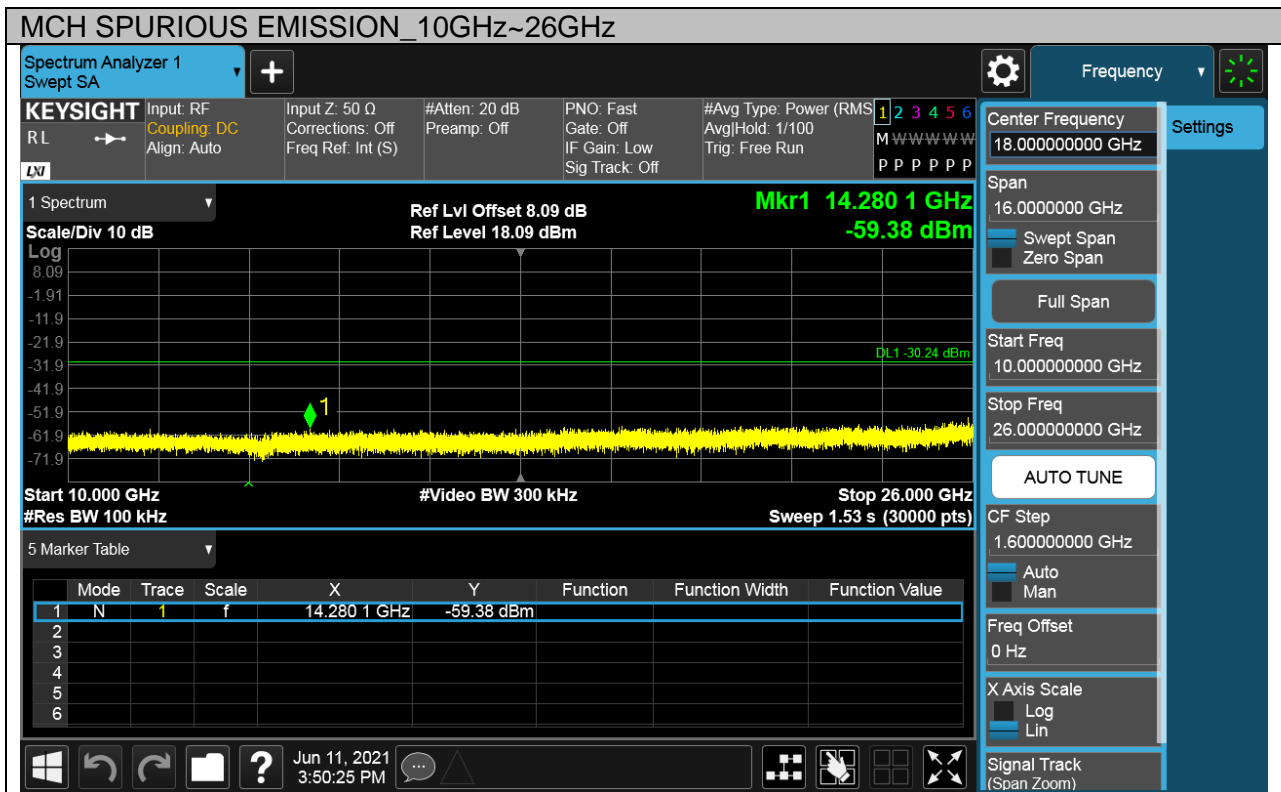 MCH SPURIOUS EMISSION_10GHz~26GHz
Spectrum Analyzer 1
Swept SA
Frequency
KEYSIGHT
RL
LXI
Input: RF
Coupling: DC
Align: Auto
Input Z: 50 Ω
Corrections: Off
Freq Ref: Int (S)
#Atten: 20 dB
Preamp: Off
PNO: Fast
Gate: Off
IF Gain: Low
Sig Track: Off
#Avg Type: Power (RMS
Avg|Hold: 1/100
Trig: Free Run
1 2 3 4 5 6
M W W W W W
P P P P P P
1 Spectrum
Scale/Div 10 dB
Ref Lvl Offset 8.09 dB
Ref Level 18.09 dBm
Mkr1 14.280 1 GHz
-59.38 dBm
Log
8.09
-1.91
-11.9
-21.9
-31.9
-41.9
-51.9
-61.9
-71.9
DL1 -30.24 dBm
1
Start 10.000 GHz
#Video BW 300 kHz
Stop 26.000 GHz
#Res BW 100 kHz
Sweep 1.53 s (30000 pts)
5 Marker Table
Mode Trace Scale X Y Function Function Width Function Value
1 N 1 f 14.280 1 GHz -59.38 dBm
2
3
4
5
6
Jun 11, 2021
3:50:25 PM
Center Frequency
18.000000000 GHz
Settings
Span
16.0000000 GHz
Swept Span
Zero Span
Full Span
Start Freq
10.000000000 GHz
Stop Freq
26.000000000 GHz
AUTO TUNE
CF Step
1.600000000 GHz
Auto
Man
Freq Offset
0 Hz
X Axis Scale
Log
Lin
Signal Track
(Span Zoom)